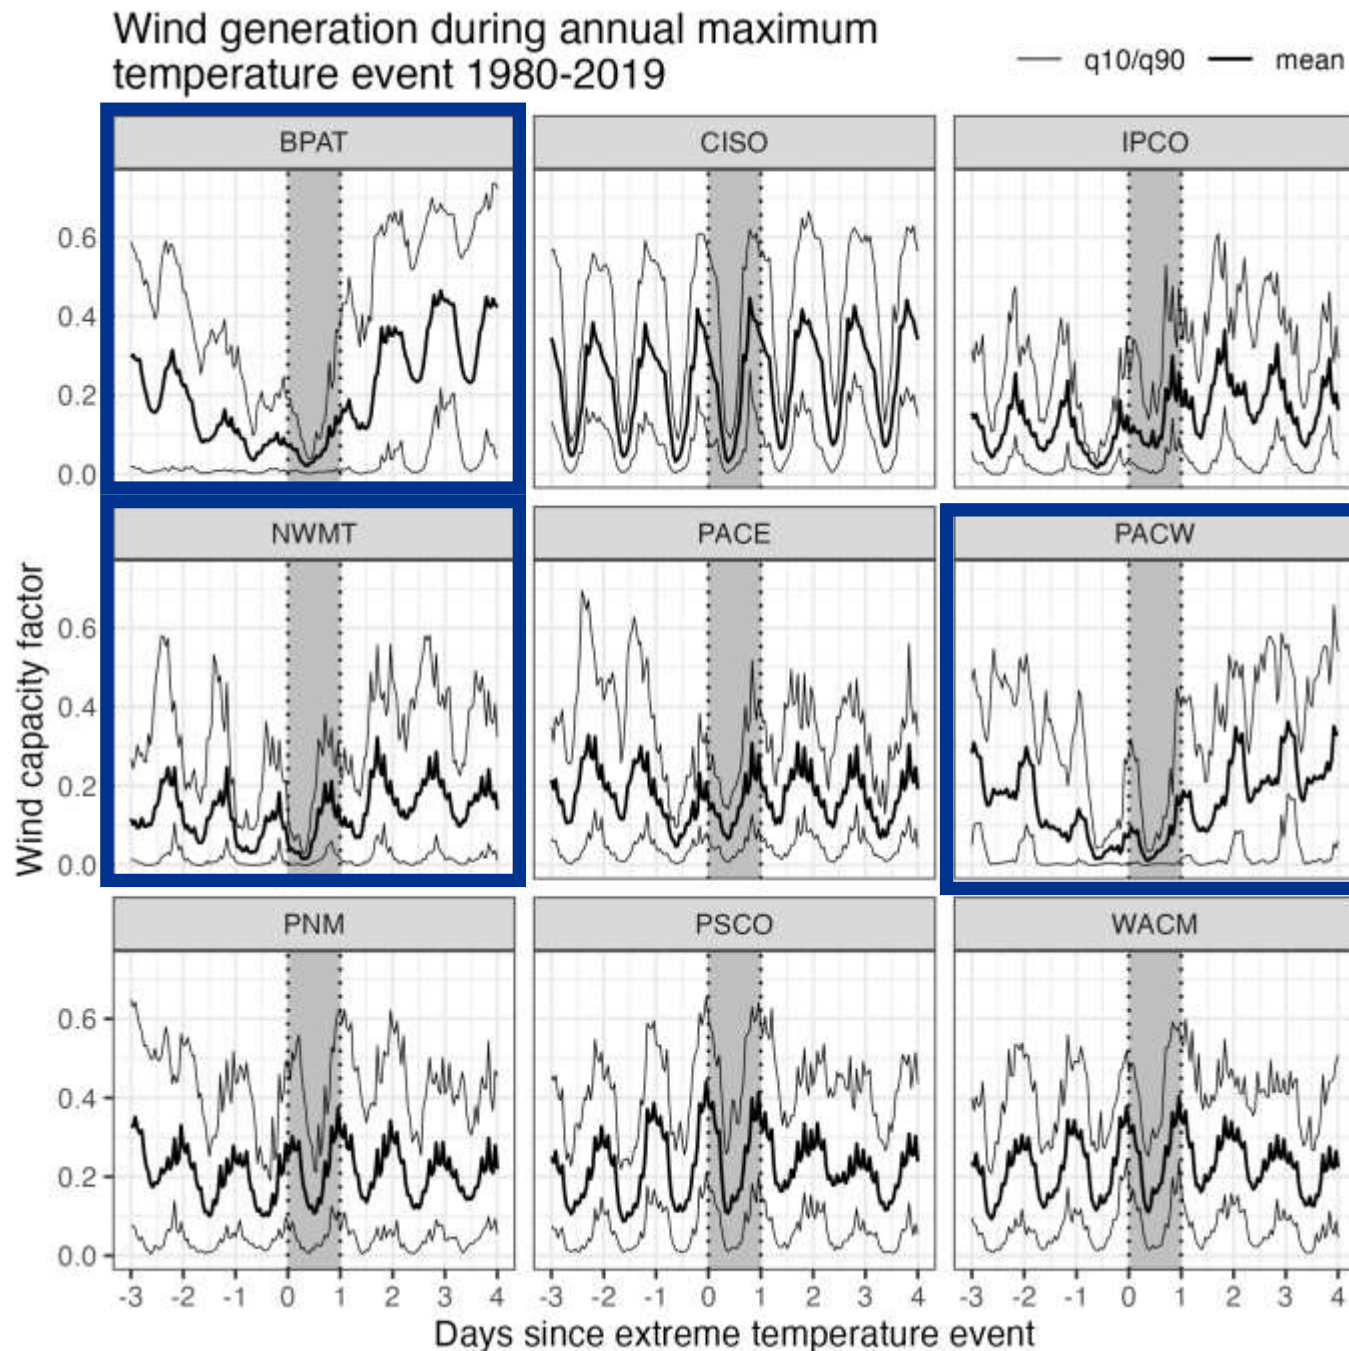 Wind generation during annual maximum
temperature event 1980-2019
q10/q90 mean
BPAT CISO IPCO
0.6
0.4
0.2
0.0
NWMT PACE PACW
Wind capacity factor
0.6
0.4
0.2
0.0
PNM PSCO WACM
0.6
0.4
0.2
0.0
-3 -2 -1 0 1 2 3 4 -3 -2 -1 0 1 2 3 4 -3 -2 -1 0 1 2 3 4
Days since extreme temperature event